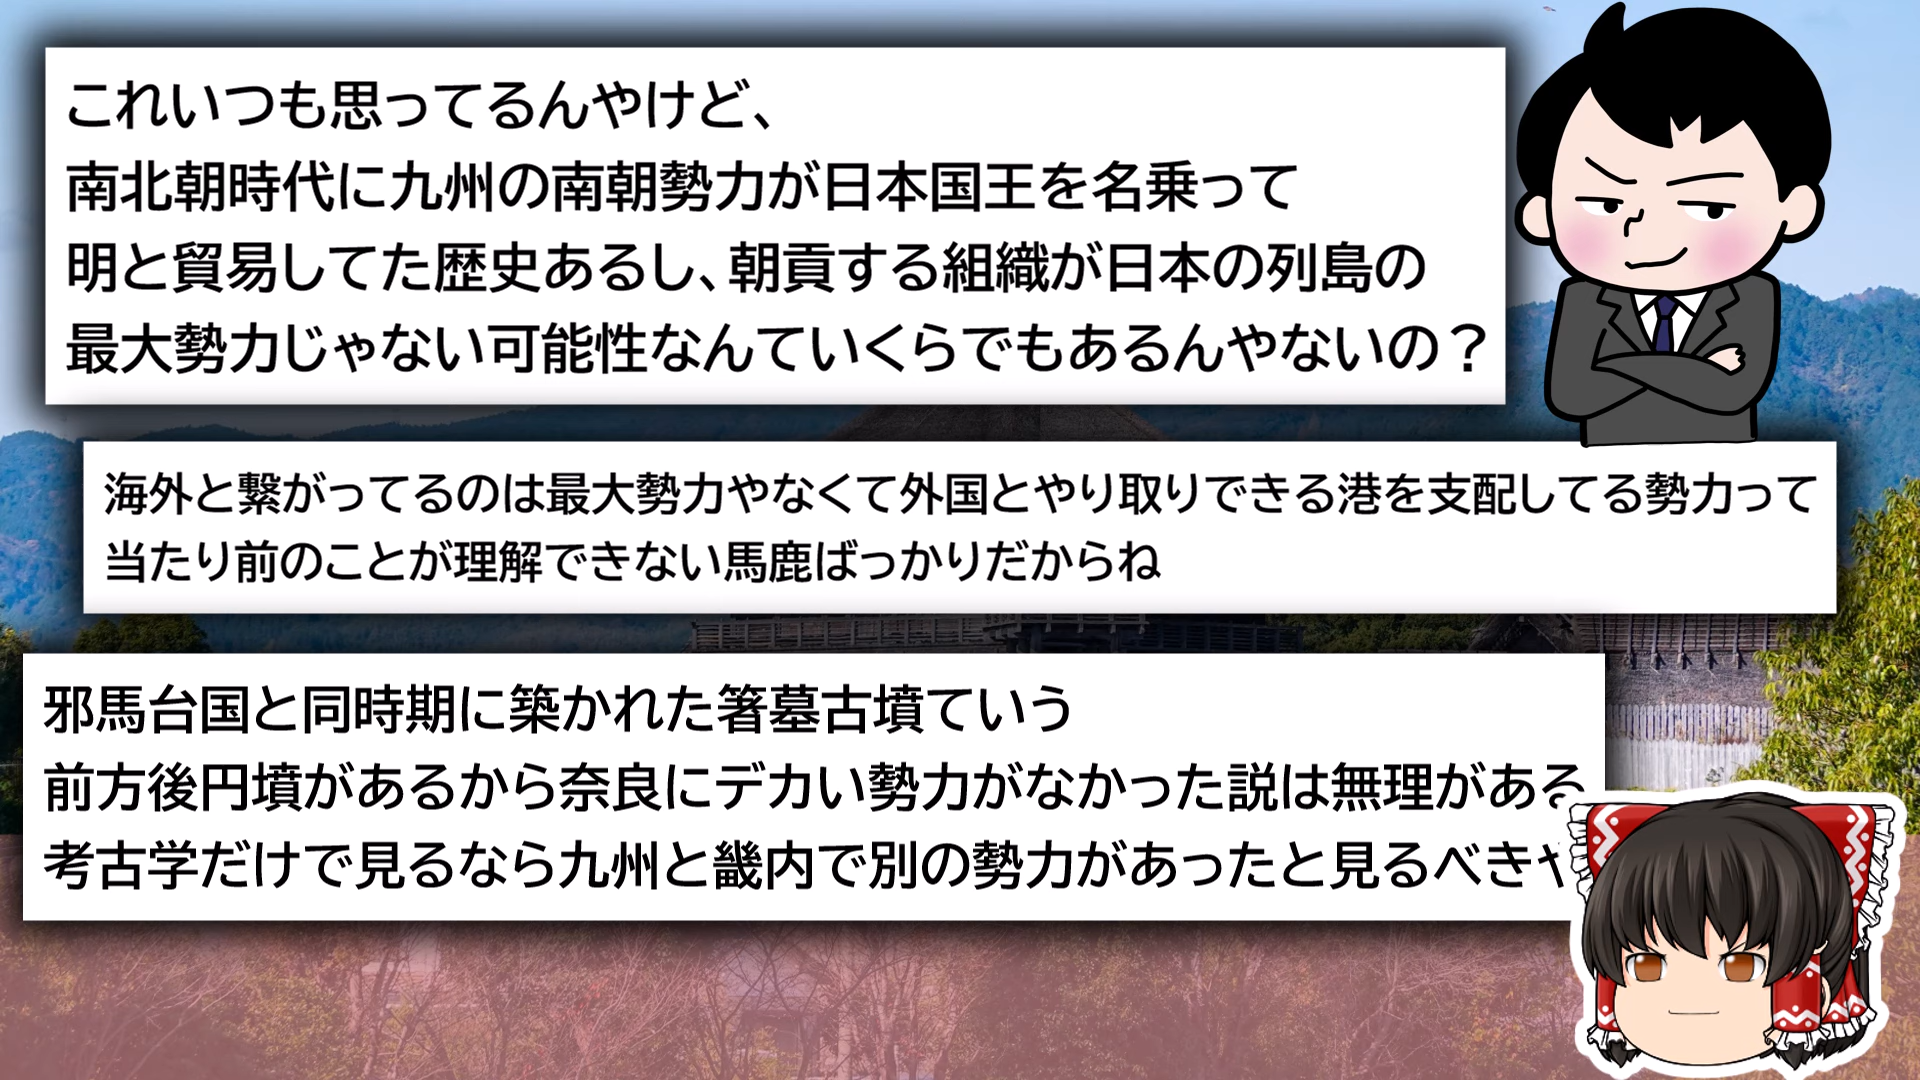 これいつも思ってるんやけど、
南北朝時代に九州の南朝勢力が日本国王を名乗って
明と貿易してた歴史あるし、朝貢する組織が日本の列島の
最大勢力じゃない可能性なんていくらでもあるんやないの？
海外と繋がってるのは最大勢力やなくて外国とやり取りできる港を支配してる勢力って
当たり前のことが理解できない馬鹿ばっかりだからね
邪馬台国と同時期に築かれた箸墓古墳ていう
前方後円墳があるから奈良にデカい勢力がなかった説は無理がある
考古学だけで見るなら九州と畿内で別の勢力があったと見るべきや